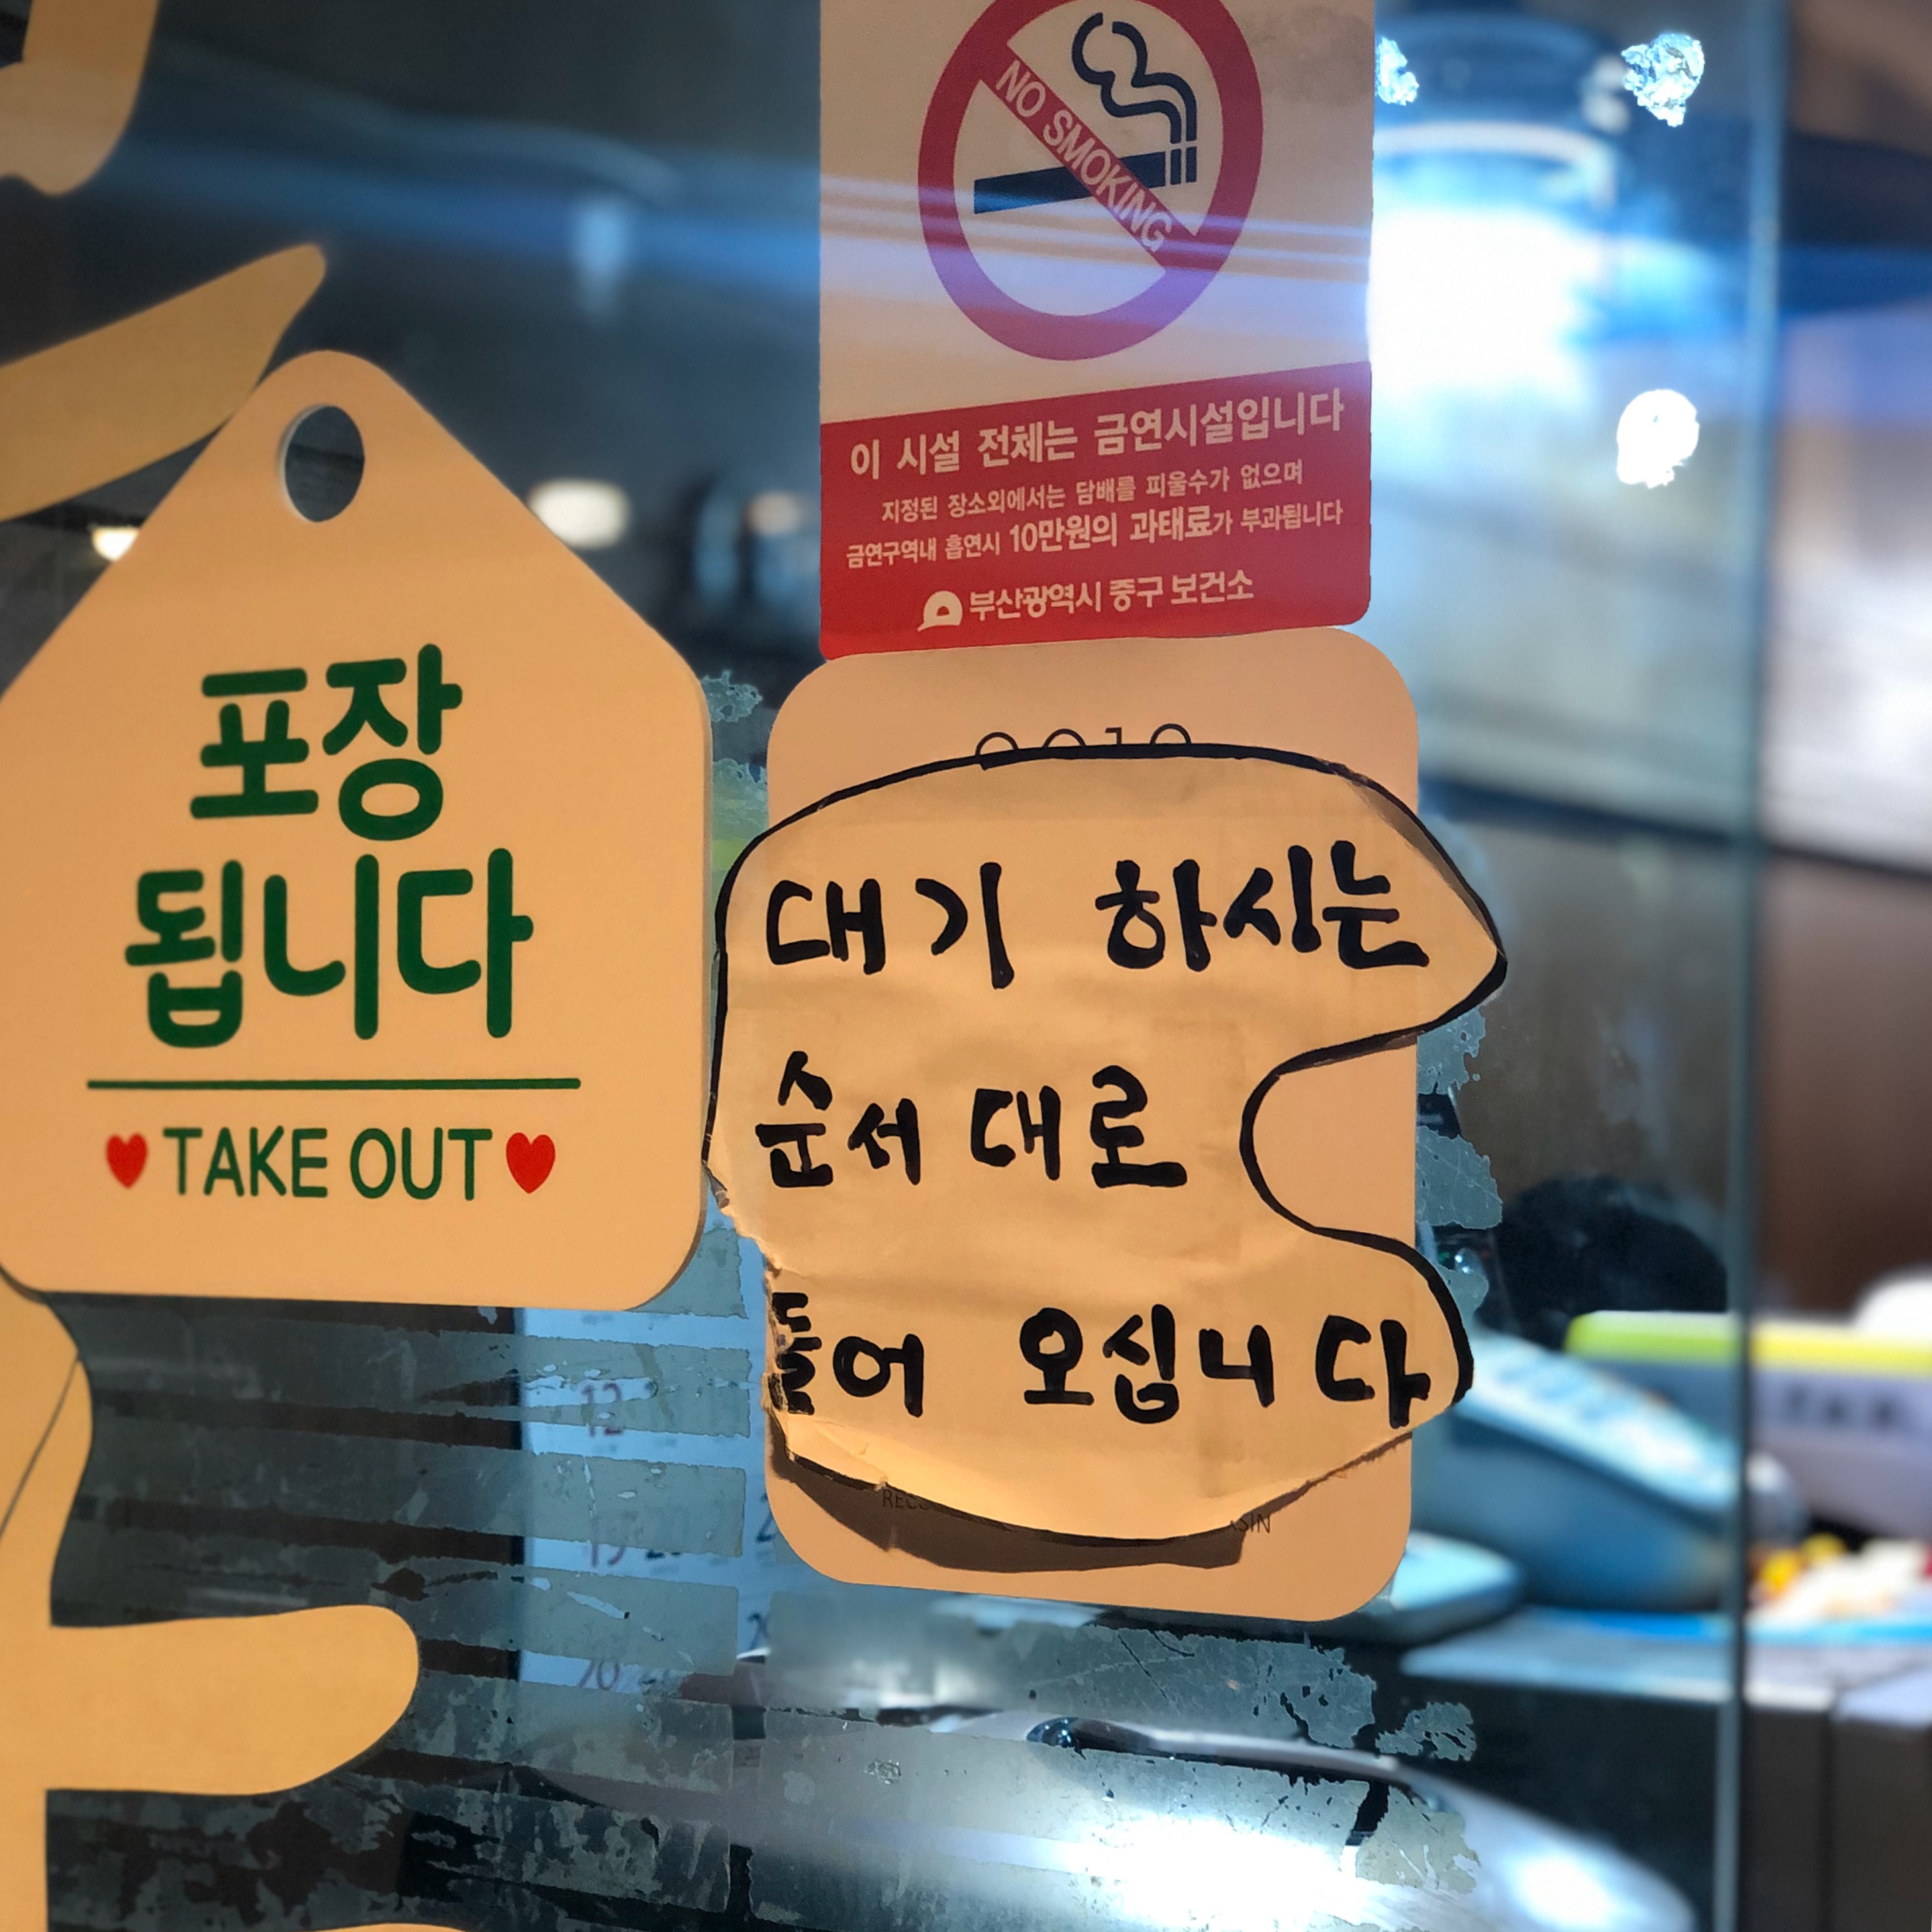 NO SMOKING
이 시설 전체는 금연시설입니다
지정된 장소외에서는 담배를 피울수가 없으며
금연구역내 흡연시 10만원의 과태료가 부과됩니다
부산광역시 중구 보건소
포장
됩니다
TAKE OUT
대기 하시는
순서 대로
들어 오십니다
12